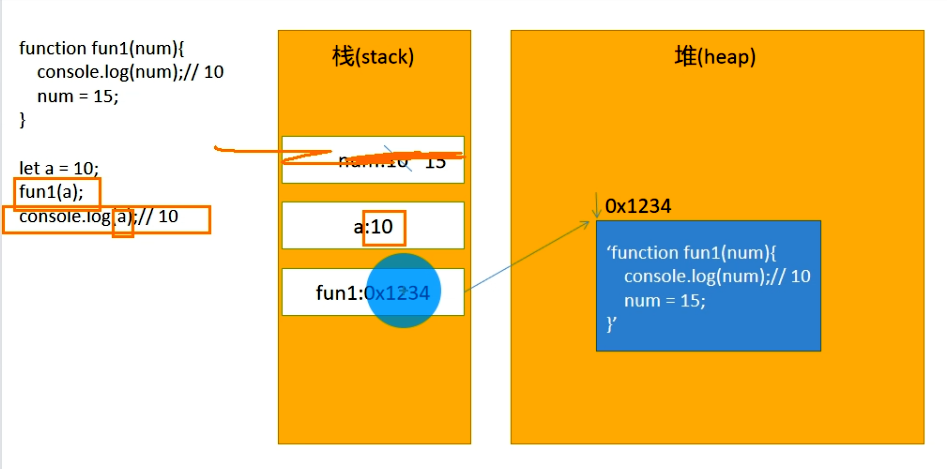 function fun1(num){
console.log(num);// 10
num = 15;
}
let a = 10;
fun1(a);
console.log(a);// 10
栈(stack)
num:10 15
a:10
fun1:0x1234
堆(heap)
0x1234
‘function fun1(num){
console.log(num);// 10
num = 15;
}’